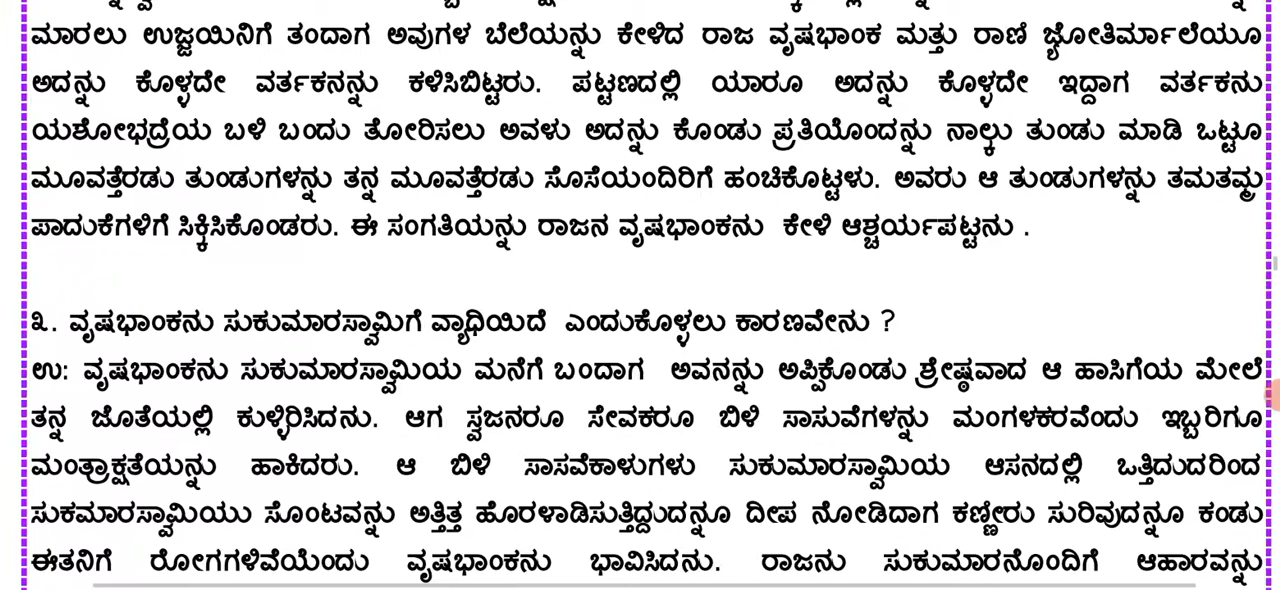 ಮಾರಲು ಉಜ್ಜಯಿನಿಗೆ ತಂದಾಗ ಅವುಗಳ ಬೆಲೆಯನ್ನು ಕೇಳಿದ ರಾಜ ವೃಷಭಾಂಕ ಮತ್ತು ರಾಣಿ ಜ್ಯೋತಿರ್ಮಾಲೆಯೂ
ಅದನ್ನು ಕೊಳ್ಳದೇ ವರ್ತಕನನ್ನು ಕಳಿಸಿಬಿಟ್ಟರು. ಪಟ್ಟಣದಲ್ಲಿ ಯಾರೂ ಅದನ್ನು ಕೊಳ್ಳದೇ ಇದ್ದಾಗ ವರ್ತಕನು
ಯಶೋಭದ್ರೆಯ ಬಳಿ ಬಂದು ತೋರಿಸಲು ಅವಳು ಅದನ್ನು ಕೊಂಡು ಪ್ರತಿಯೊಂದನ್ನು ನಾಲ್ಕು ತುಂಡು ಮಾಡಿ ಒಟ್ಟೂ
ಮೂವತ್ತೆರಡು ತುಂಡುಗಳನ್ನು ತನ್ನ ಮೂವತ್ತೆರಡು ಸೊಸೆಯಂದಿರಿಗೆ ಹಂಚಿಕೊಟ್ಟಳು. ಅವರು ಆ ತುಂಡುಗಳನ್ನು ತಮತಮ್ಮ
ಪಾದುಕೆಗಳಿಗೆ ಸಿಕ್ಕಿಸಿಕೊಂಡರು. ಈ ಸಂಗತಿಯನ್ನು ರಾಜನ ವೃಷಭಾಂಕನು ಕೇಳಿ ಆಶ್ಚರ್ಯಪಟ್ಟನು .
೩. ವೃಷಭಾಂಕನು ಸುಕುಮಾರಸ್ವಾಮಿಗೆ ವ್ಯಾಧಿಯಿದೆ ಎಂದುಕೊಳ್ಳಲು ಕಾರಣವೇನು ?
ಉ: ವೃಷಭಾಂಕನು ಸುಕುಮಾರಸ್ವಾಮಿಯ ಮನೆಗೆ ಬಂದಾಗ ಅವನನ್ನು ಅಪ್ಪಿಕೊಂಡು ಶ್ರೇಷ್ಠವಾದ ಆ ಹಾಸಿಗೆಯ ಮೇಲೆ
ತನ್ನ ಜೊತೆಯಲ್ಲಿ ಕುಳ್ಳಿರಿಸಿದನು. ಆಗ ಸ್ವಜನರೂ ಸೇವಕರೂ ಬಿಳಿ ಸಾಸುವೆಗಳನ್ನು ಮಂಗಳಕರವೆಂದು ಇಬ್ಬರಿಗೂ
ಮಂತ್ರಾಕ್ಷತೆಯನ್ನು ಹಾಕಿದರು. ಆ ಬಿಳಿ ಸಾಸವೆಕಾಳುಗಳು ಸುಕುಮಾರಸ್ವಾಮಿಯ ಆಸನದಲ್ಲಿ ಒತ್ತಿದುದರಿಂದ
ಸುಕಮಾರಸ್ವಾಮಿಯು ಸೊಂಟವನ್ನು ಅತ್ತಿತ್ತ ಹೊರಳಾಡಿಸುತ್ತಿದ್ದುದನ್ನೂ ದೀಪ ನೋಡಿದಾಗ ಕಣ್ಣೀರು ಸುರಿವುದನ್ನೂ ಕಂಡು
ಈತನಿಗೆ ರೋಗಗಳಿವೆಯೆಂದು ವೃಷಭಾಂಕನು ಭಾವಿಸಿದನು. ರಾಜನು ಸುಕುಮಾರನೊಂದಿಗೆ ಆಹಾರವನ್ನು